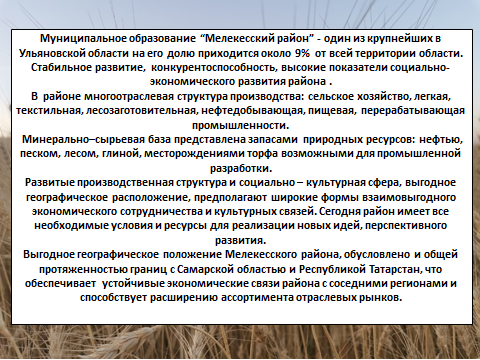 Муниципальное образование “Мелекесский район” - один из крупнейших в
Ульяновской области на его долю приходится около 9% от всей территории области.
Стабильное развитие, конкурентоспособность, высокие показатели социально-
экономического развития района .
В районе многоотраслевая структура производства: сельское хозяйство, легкая,
текстильная, лесозаготовительная, нефтедобывающая, пищевая, перерабатывающая
промышленности.
Минерально–сырьевая база представлена запасами природных ресурсов: нефтью,
песком, лесом, глиной, месторождениями торфа возможными для промышленной
разработки.
Развитые производственная структура и социально – культурная сфера, выгодное
географическое расположение, предполагают широкие формы взаимовыгодного
экономического сотрудничества и культурных связей. Сегодня район имеет все
необходимые условия и ресурсы для реализации новых идей, перспективного
развития.
Выгодное географическое положение Мелекесского района, обусловлено и общей
протяженностью границ с Самарской областью и Республикой Татарстан, что
обеспечивает устойчивые экономические связи района с соседними регионами и
способствует расширению ассортимента отраслевых рынков.